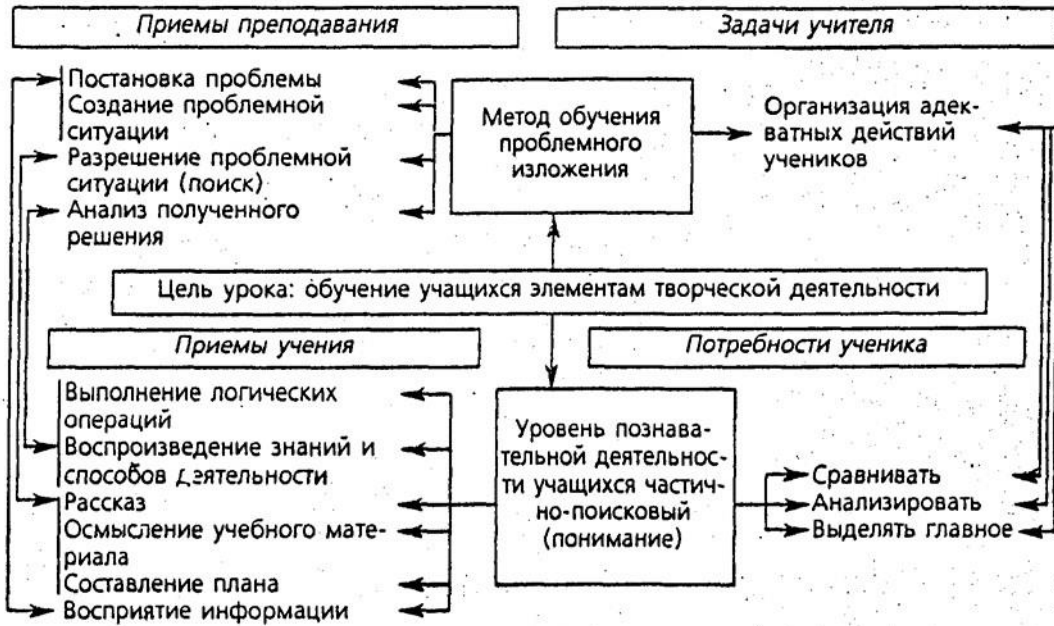 Приемы преподавания
Задачи учителя
Постановка проблемы
Создание проблемной
ситуации
Разрешение проблемной
ситуации (поиск)
Анализ полученного
решения
Метод обучения
проблемного
изложения
Организация адек-
ватных действий
учеников
Цель урока: обучение учащихся элементам творческой деятельности
Приемы учения
Потребности ученика
Выполнение логических
операций
Воспроизведение знаний и
способов деятельности
Рассказ
Осмысление учебного мате-
риала
Составление плана
Восприятие информации
Уровень познава-
тельной деятельнос-
ти учащихся частич-
но-поисковый
(понимание)
Сравнивать
Анализировать
Выделять главное